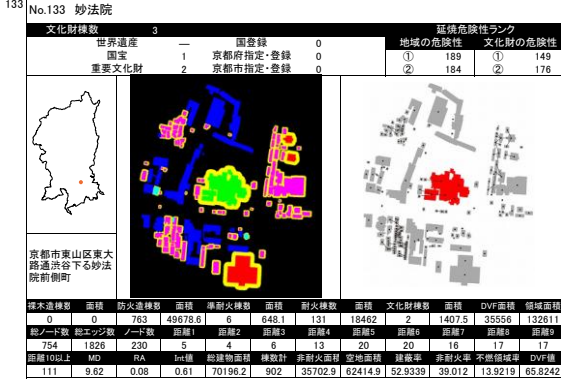 133
No.133 妙法院
文化財棟数 3 延焼危険性ランク
世界遺産 ― 国登録 0 地域の危険性 文化財の危険性
国宝 1 京都府指定・登録 0 ① 189 ① 149
重要文化財 2 京都市指定・登録 0 ② 184 ② 176
京都市東山区東大
路通渋谷下る妙法
院前側町
裸木造棟数 面積 防火造棟数 面積 準耐火棟数 面積 耐火棟数 面積 文化財棟数 面積 DVF面積 領域面積
0 0 763 49678.6 6 648.1 131 18462 2 1407.5 35556 132611
総ノード数 総エッジ数 ノード数 距離1 距離2 距離3 距離4 距離5 距離6 距離7 距離8 距離9
754 1826 230 5 4 6 13 20 20 16 17 17
距離10以上 MD RA Int値 総建物面積 棟数計 非耐火面積 空地面積 建蔽率 非耐火率 不燃領域率 DVF値
111 9.62 0.08 0.61 70196.2 902 35702.9 62414.9 52.9339 39.012 13.9219 65.8242